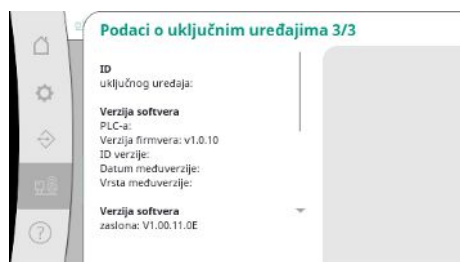 Podaci o uključnim uređajima 3/3
ID
uključnog uređaja:
Verzija softvera
PLC-a:
Verzija firmvera: v1.0.10
ID verzije:
Datum međuverzije:
Vrsta međuverzije:
Verzija softvera
zaslona: V1.00.11.0E
?